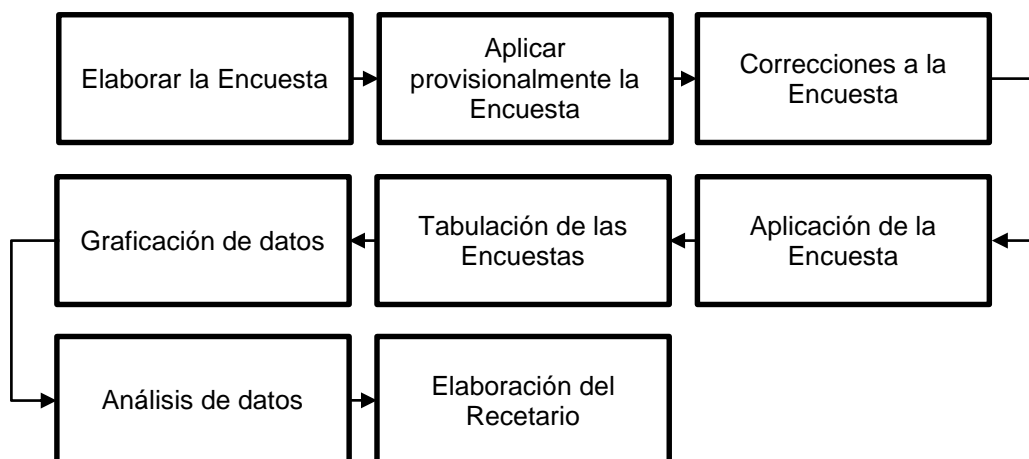 Elaborar la Encuesta
Aplicar
provisionalmente la
Encuesta
Correcciones a la
Encuesta
Graficación de datos
Tabulación de las
Encuestas
Aplicación de la
Encuesta
Análisis de datos
Elaboración del
Recetario